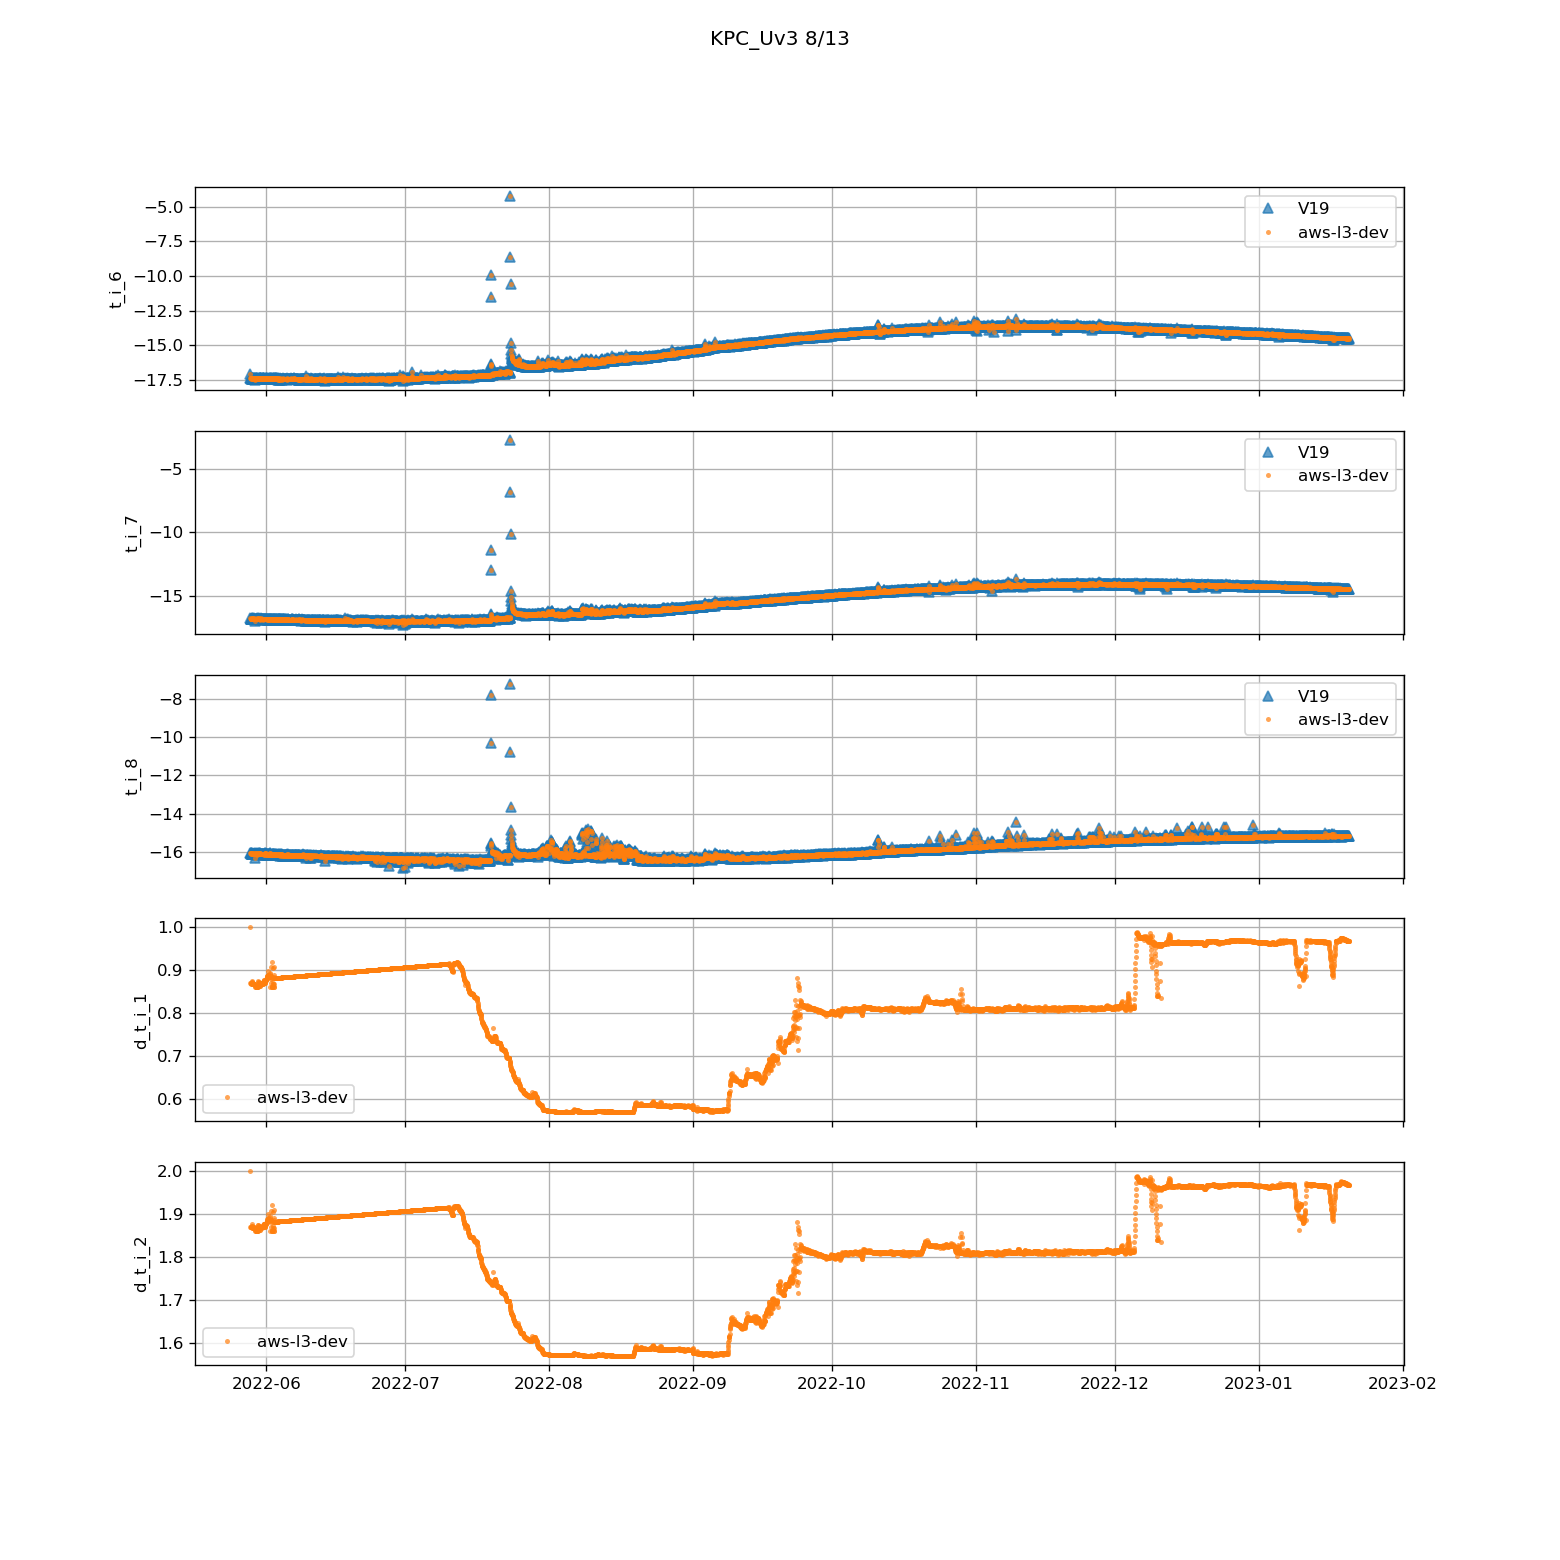 KPC_Uv3 8/13
−5.0
−7.5
−10.0
−12.5
−15.0
−17.5
t_i_6
V19
aws-l3-dev
−5
−10
−15
t_i_7
V19
aws-l3-dev
−8
−10
−12
−14
−16
t_i_8
V19
aws-l3-dev
1.0
0.9
0.8
0.7
0.6
d_t_i_1
aws-l3-dev
2.0
1.9
1.8
1.7
1.6
d_t_i_2
aws-l3-dev
2022-06 2022-07 2022-08 2022-09 2022-10 2022-11 2022-12 2023-01 2023-02